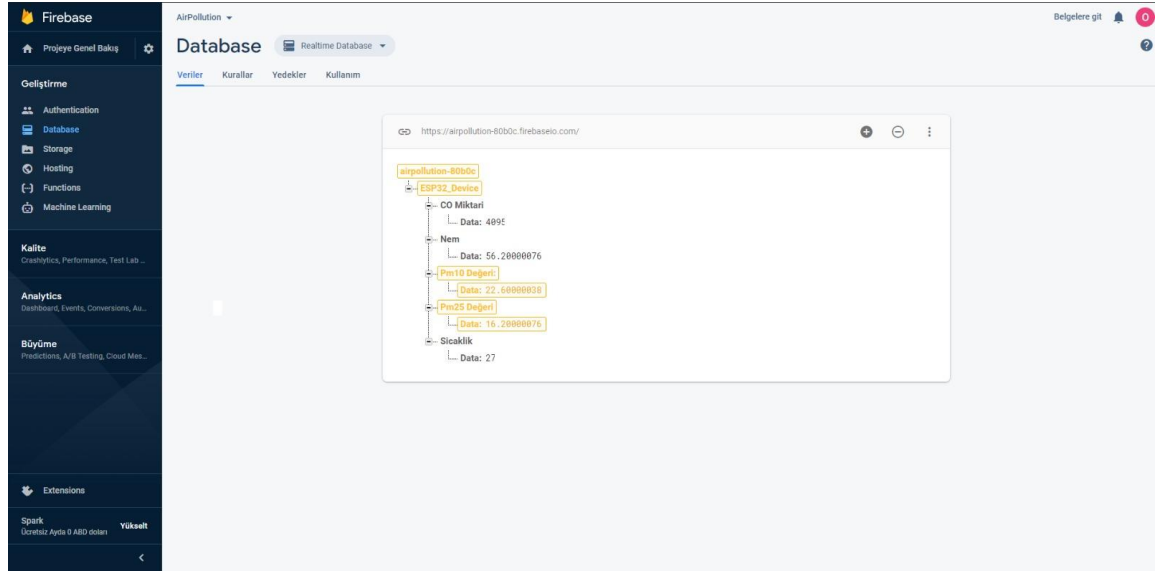 Firebase
Projeye Genel Bakış
Geliştirme
Authentication
Database
Storage
Hosting
Functions
Machine Learning
Kalite
Crashlytics, Performance, Test Lab ...
Analytics
Dashboard, Events, Conversions, Au...
Büyüme
Predictions, A/B Testing, Cloud Mes...
Extensions
Spark
Ücretsiz Ayda 0 ABD doları
Yükselt
AirPollution
Belgelere git
O
Database
Realtime Database
?
Veriler Kurallar Yedekler Kullanım
https://airpollution-80b0c.firebaseio.com/
airpollution-80b0c
ESP32_Device
CO Miktari
Data: 4095
Nem
Data: 56.20000076
Pm10 Değeri:
Data: 22.60000038
Pm25 Değeri
Data: 16.20000076
Sicaklik
Data: 27